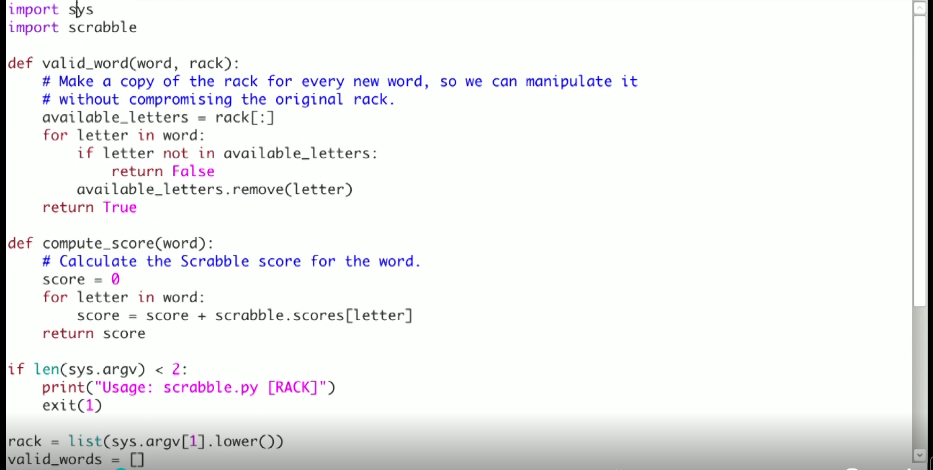 import sys
import scrabble

def valid_word(word, rack):
    # Make a copy of the rack for every new word, so we can manipulate it
    # without compromising the original rack.
    available_letters = rack[:]
    for letter in word:
        if letter not in available_letters:
            return False
        available_letters.remove(letter)
    return True

def compute_score(word):
    # Calculate the Scrabble score for the word.
    score = 0
    for letter in word:
        score = score + scrabble.scores[letter]
    return score

if len(sys.argv) < 2:
    print("Usage: scrabble.py [RACK]")
    exit(1)

rack = list(sys.argv[1].lower())
valid_words = []